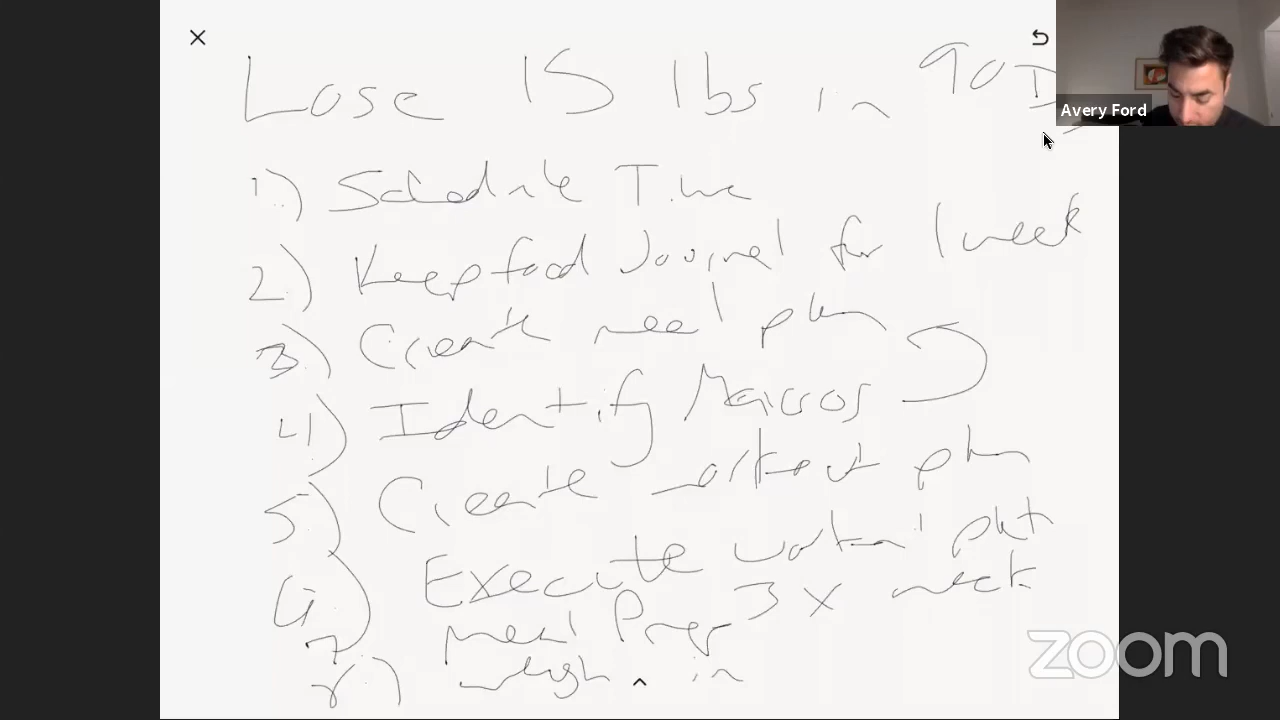 Lose 15 lbs in 90 D
Avery Ford
1) Schedule Time
2) Keep food Journal for 1 week
3) Create meal plan
4) Identify Macros
5) Create workout plan
6) Execute workout
7) meal Prep 3 x week
8) weigh in
zoom